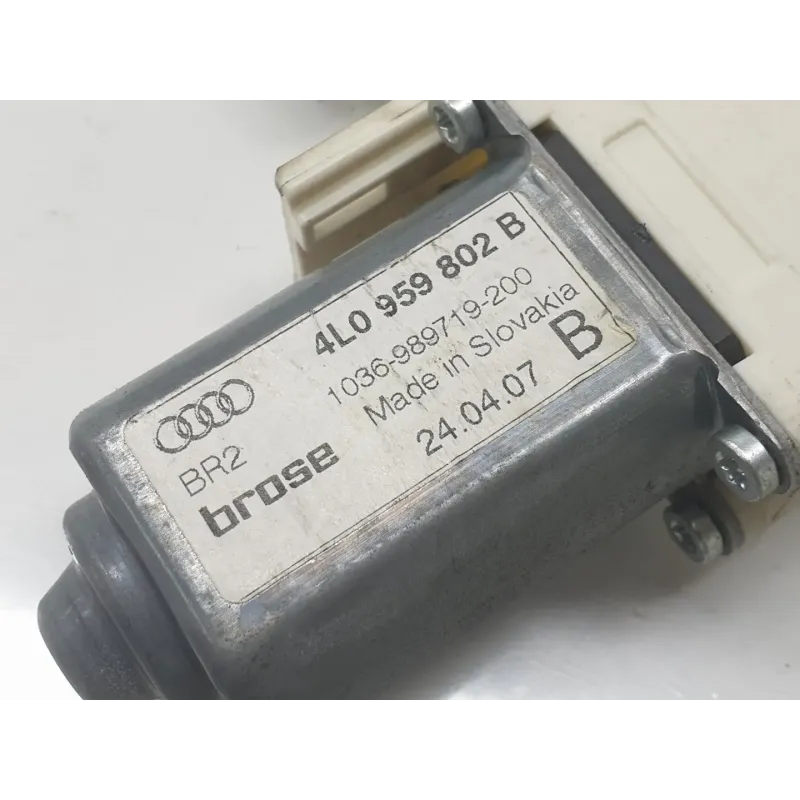 4L0 959 802 B
1036-989719-200
Made in Slovakia
24.04.07 B
BR2
brose